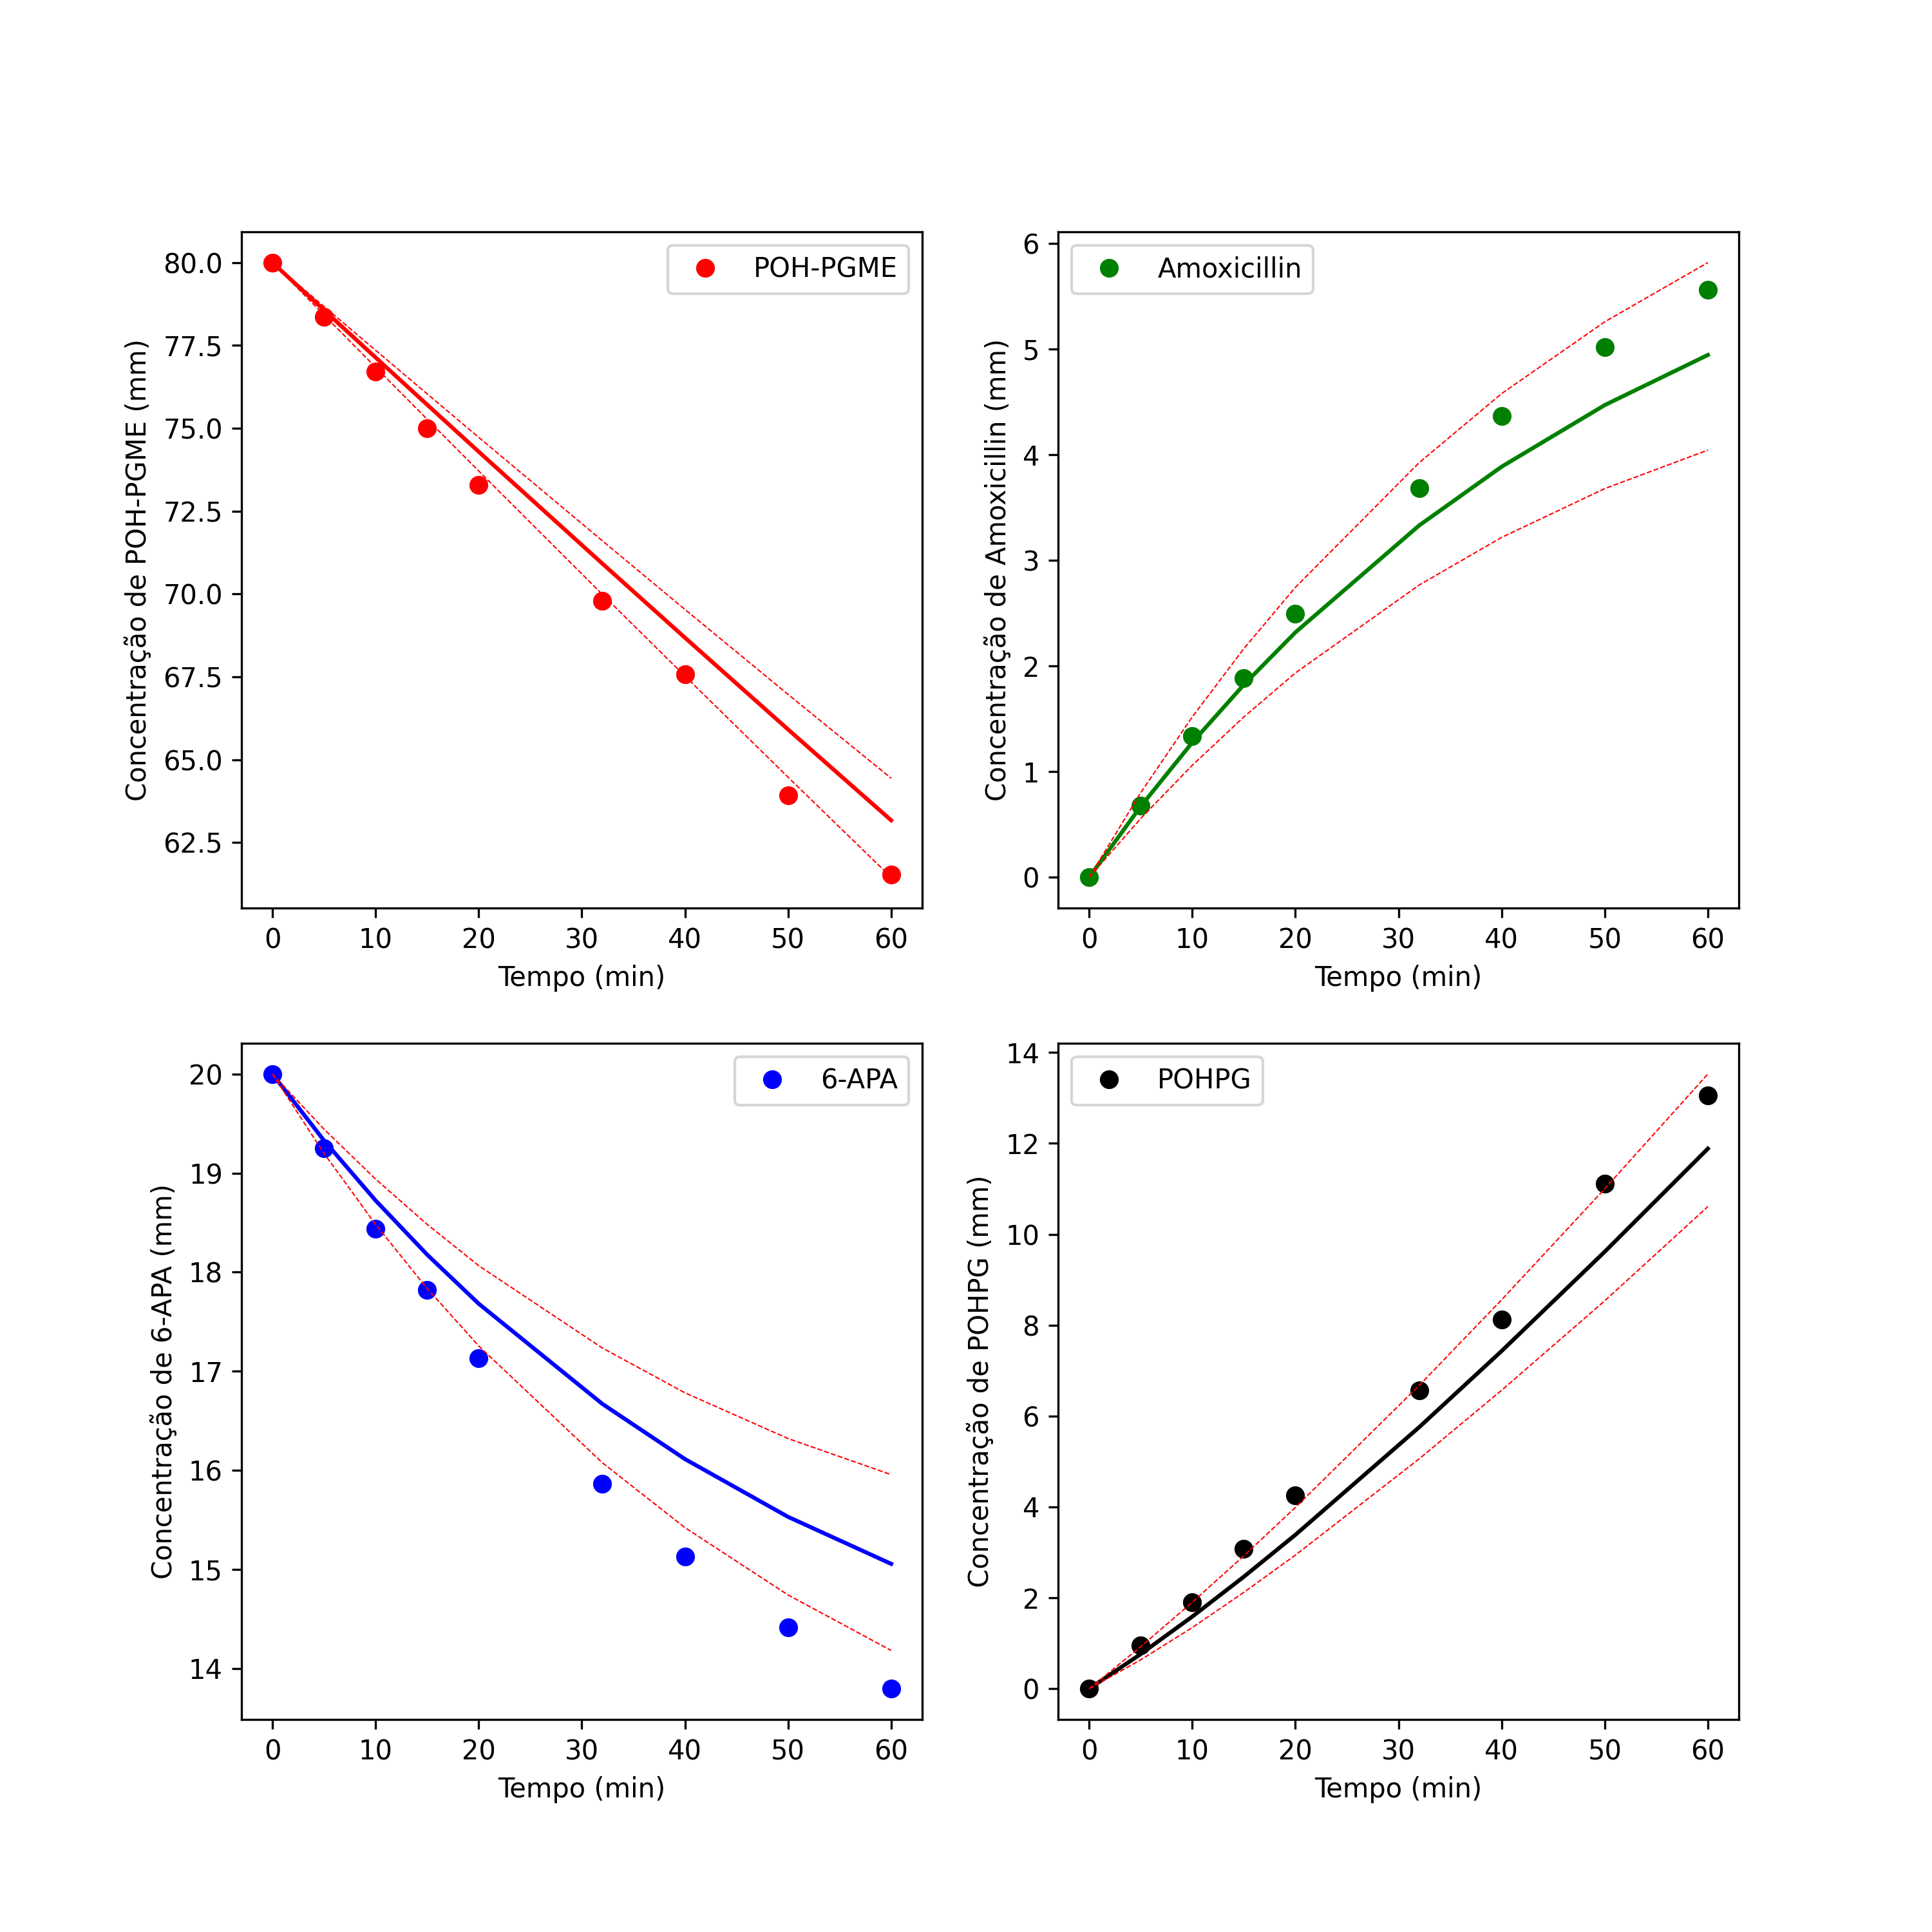 Concentração de POH-PGME (mm)
80.0
77.5
75.0
72.5
70.0
67.5
65.0
62.5
POH-PGME
0 10 20 30 40 50 60
Tempo (min)
Concentração de Amoxicillin (mm)
6
5
4
3
2
1
0
Amoxicillin
0 10 20 30 40 50 60
Tempo (min)
Concentração de 6-APA (mm)
20
19
18
17
16
15
14
6-APA
0 10 20 30 40 50 60
Tempo (min)
Concentração de POHPG (mm)
14
12
10
8
6
4
2
0
POHPG
0 10 20 30 40 50 60
Tempo (min)